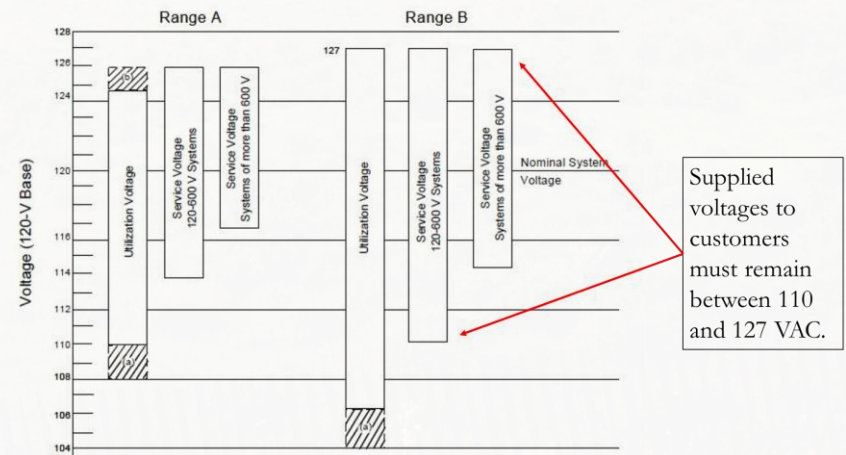 Range A
Range B
128
126
124
120
116
114
112
110
108
106
104
Voltage (120-V Base)
(b)
Utilization Voltage
(a)
Service Voltage
120-600 V Systems
Service Voltage
Systems of more than 600 V
127
Utilization Voltage
(a)
Service Voltage
120-600 V Systems
Service Voltage
Systems of more than 600 V
Nominal System
Voltage
Supplied
voltages to
customers
must remain
between 110
and 127 VAC.